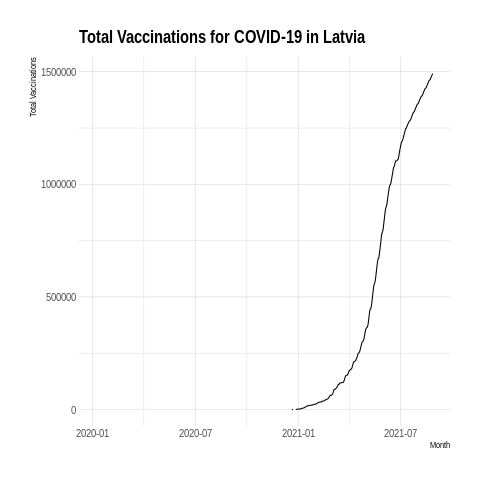 Total Vaccinations for COVID-19 in Latvia
Total Vaccinations
1500000
1000000
500000
0
2020-01 2020-07 2021-01 2021-07
Month